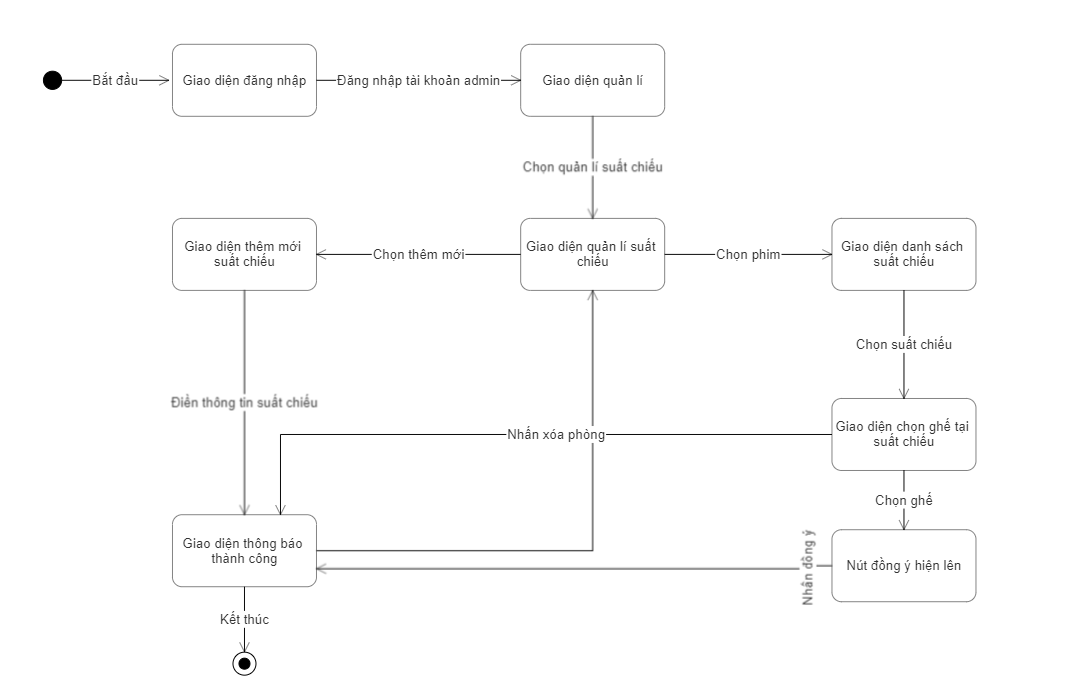 Bắt đầu
Giao diện đăng nhập
Đăng nhập tài khoản admin
Giao diện quản lí
Chọn quản lí suất chiếu
Giao diện thêm mới
suất chiếu
Chọn thêm mới
Giao diện quản lí suất
chiếu
Chọn phim
Giao diện danh sách
suất chiếu
Chọn suất chiếu
Điền thông tin suất chiếu
Nhấn xóa phòng
Giao diện chọn ghế tại
suất chiếu
Chọn ghế
Giao diện thông báo
thành công
Nhấn đồng ý
Nút đồng ý hiện lên
Kết thúc